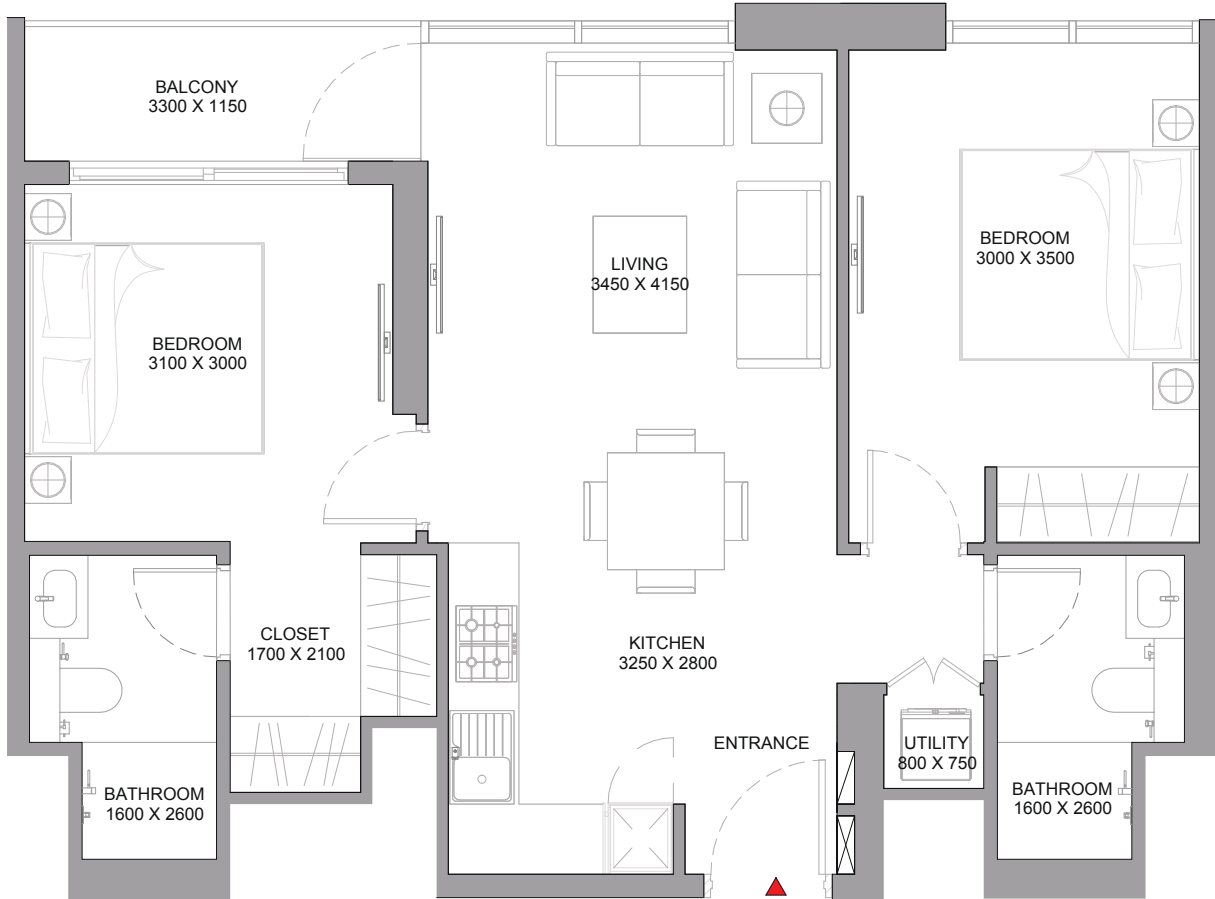 BALCONY
3300 X 1150
LIVING
3450 X 4150
BEDROOM
3000 X 3500
BEDROOM
3100 X 3000
CLOSET
1700 X 2100
KITCHEN
3250 X 2800
ENTRANCE
UTILITY
800 X 750
BATHROOM
1600 X 2600
BATHROOM
1600 X 2600